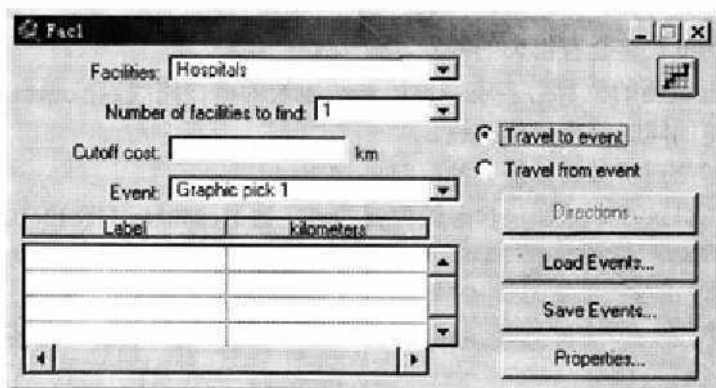 Fac1
Facilities: Hospitals
Number of facilities to find: 1
Cutoff cost: km
Event: Graphic pick 1
Travel to event
Travel from event
Label kilometers
Directions...
Load Events...
Save Events...
Properties...